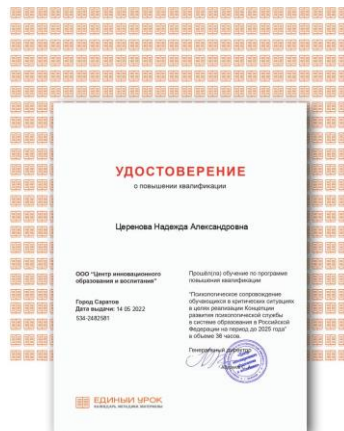 УДОСТОВЕРЕНИЕ
о повышении квалификации
Церенова Надежда Александровна
ООО "Центр инновационного
образования и воспитания"
Город Саратов
Дата выдачи: 14 05 2022
534-2482581
Прошёл(ла) обучение по программе
повышения квалификации
"Психологическое сопровождение
обучающихся в критических ситуациях
в целях реализации Концепции
развития психологической службы
в системе образования в Российской
Федерации на период до 2025 года"
в объеме 36 часов.
Генеральный директор
ЕДИНЫЙ УРОК